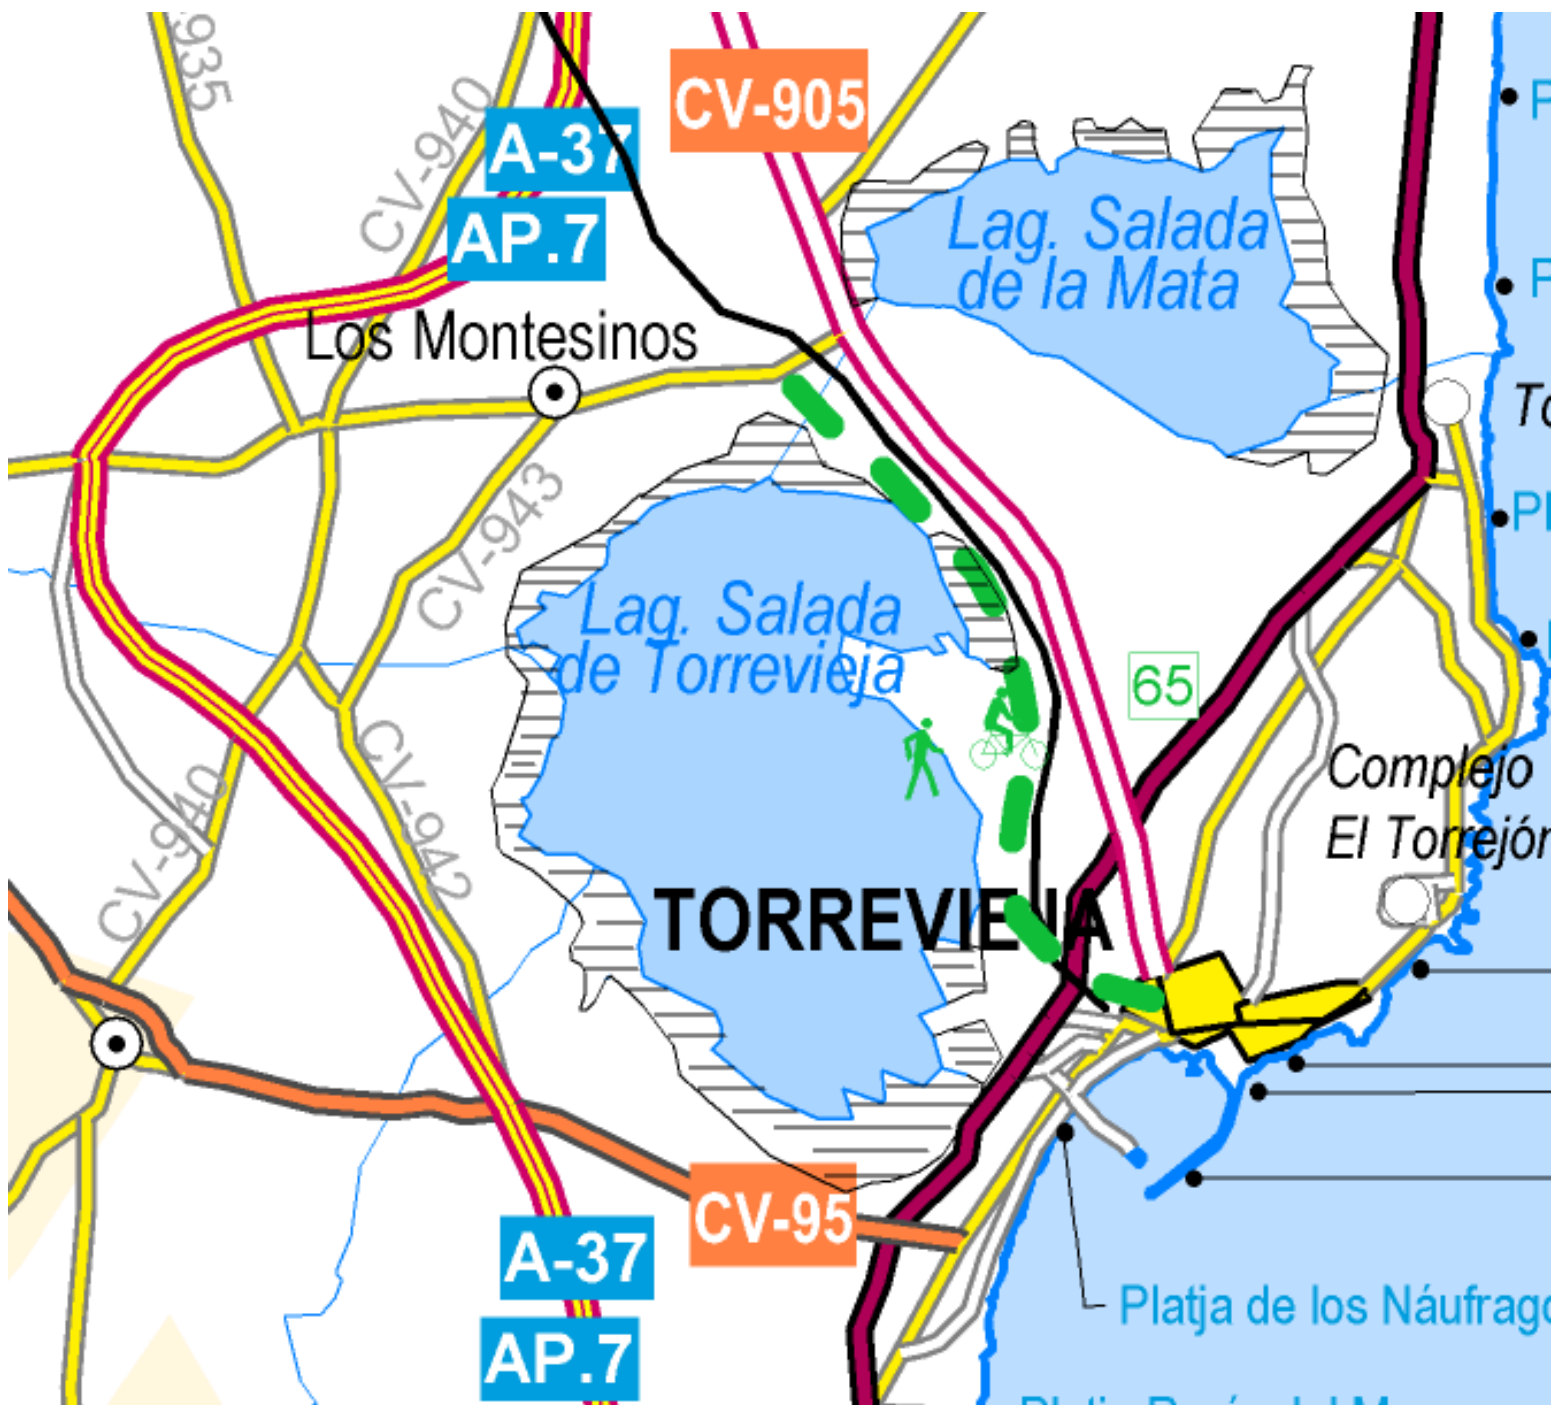 CV-905
CV-940
A-37
AP.7
Lag. Salada
de la Mata
Los Montesinos
CV-943
Lag. Salada
de Torrevieja
65
CV-942
CV-940
Complejo
El Torrejón
TORREVIEJA
CV-95
A-37
AP.7
Platja de los Náufrago